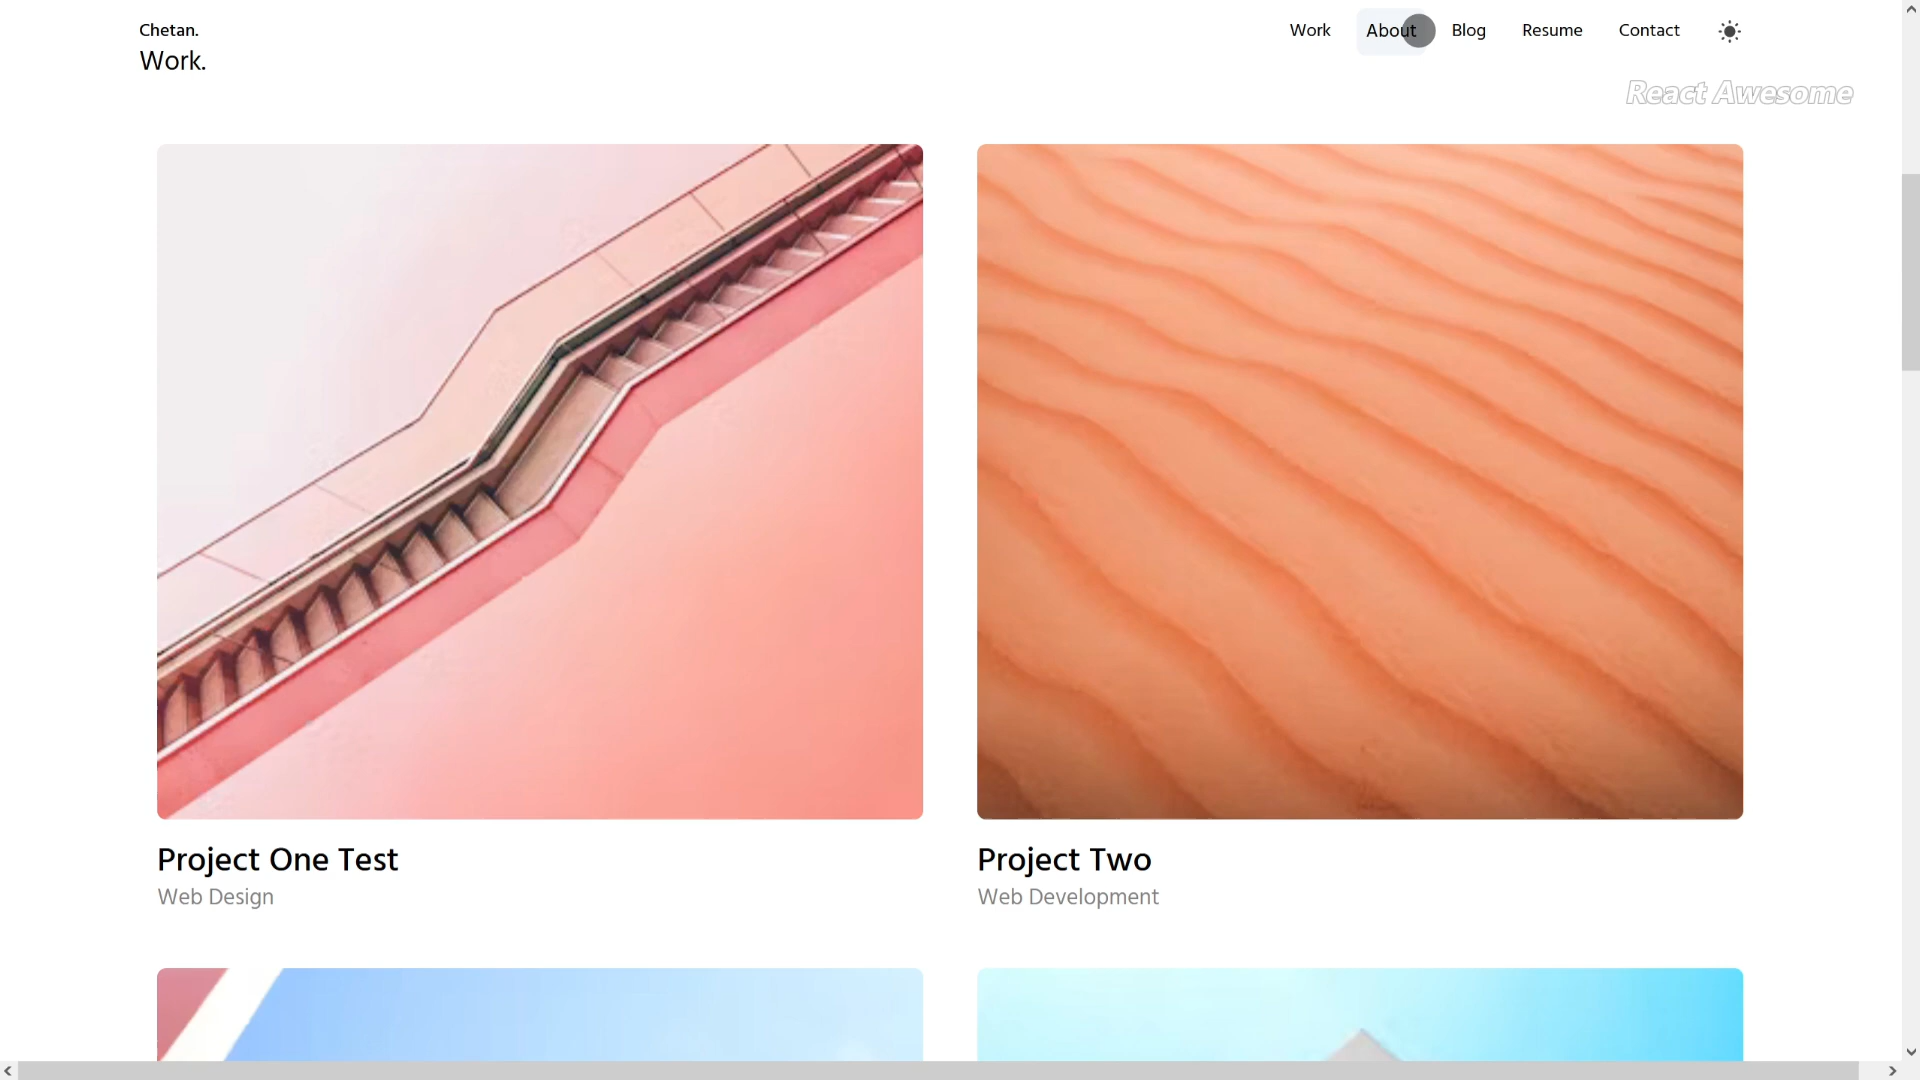 Chetan.
Work About Blog Resume Contact
Work.
React Awesome
Project One Test
Project Two
Web Design
Web Development